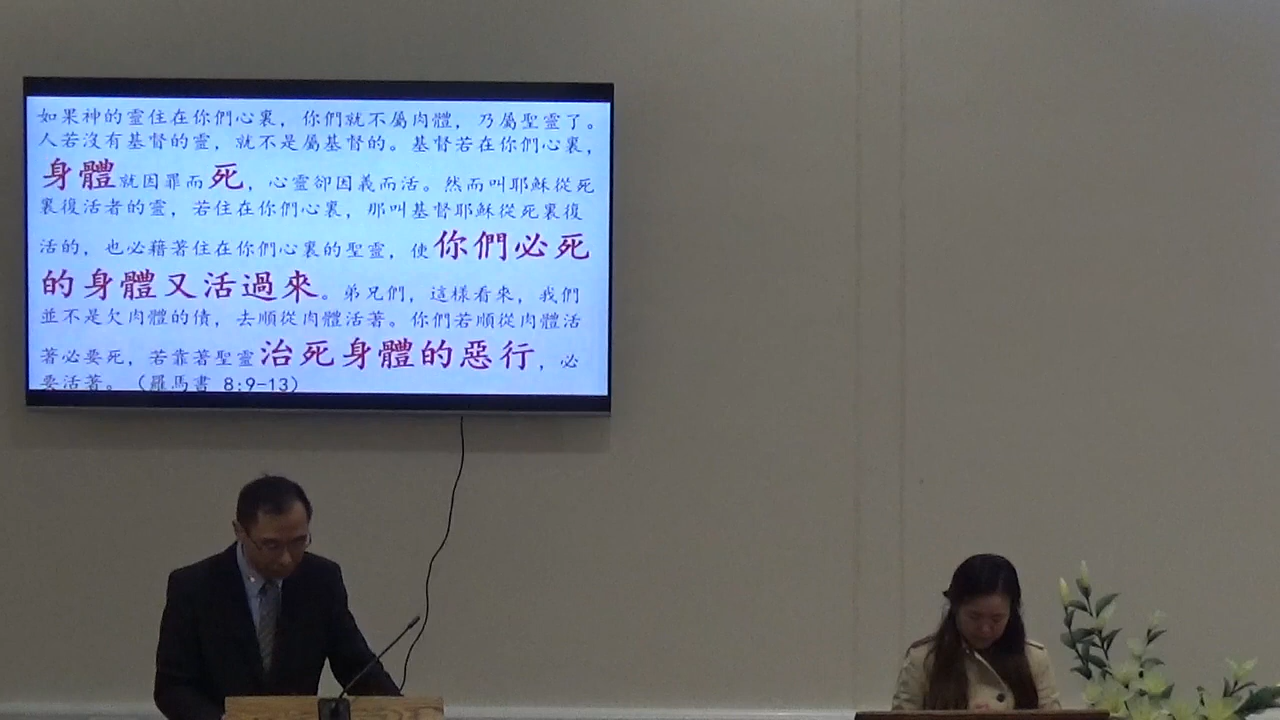 如果神的靈住在你們心裏，你們就不屬肉體，乃屬聖靈了。
人若沒有基督的靈，就不是屬基督的。基督若在你們心裏，
身體就因罪而死，心靈卻因義而活。然而叫耶穌從死
裏復活者的靈，若住在你們心裏，那叫基督耶穌從死裏復
活的，也必藉著住在你們心裏的聖靈，使你們必死
的身體又活過來。弟兄們，這樣看來，我們
並不是欠肉體的債，去順從肉體活著。你們若順從肉體活
著必要死，若靠著聖靈治死身體的惡行，必
要活著。（羅馬書 8:9-13）